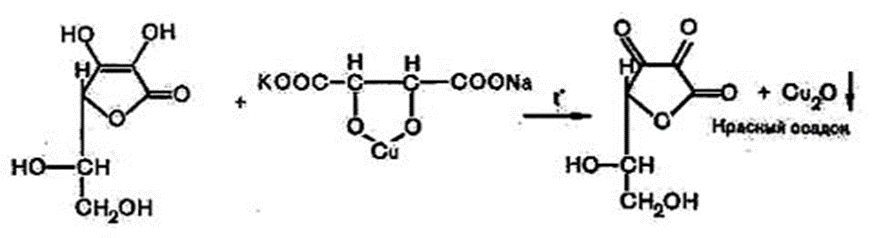 HO OH
H
O
O
HO—CH
CH₂OH
+
H H
KOOC COONa
O O
Cu
t°
O O
H
O
O
HO CH
CH₂OH
+ Cu₂O ↓
Красный осадок